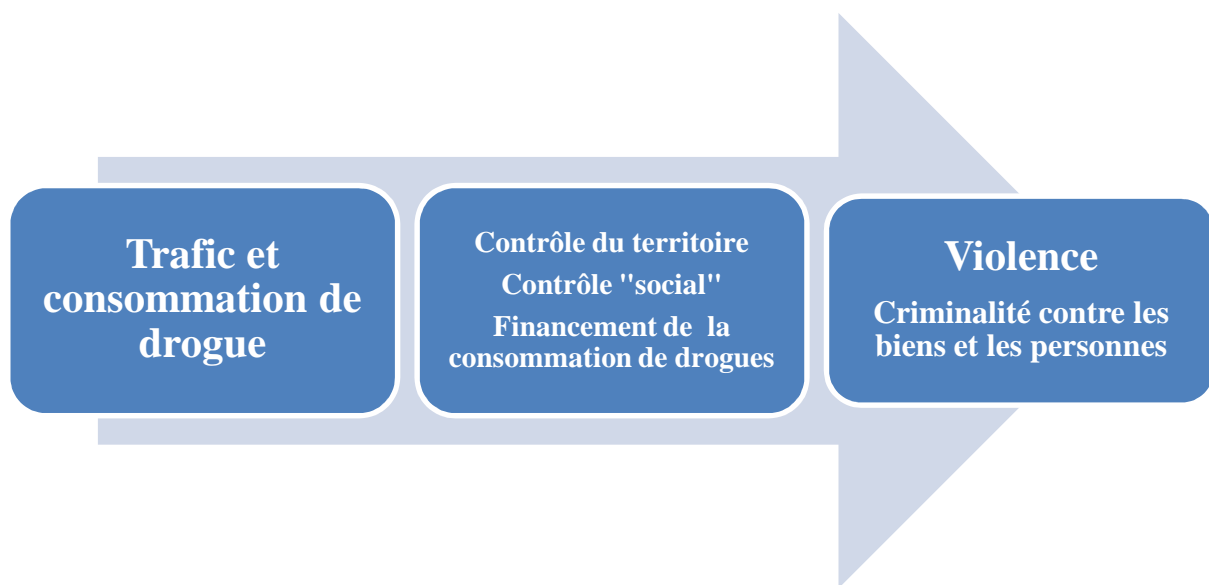 Trafic et
consommation de
drogue
Contrôle du territoire
Contrôle "social"
Financement de la
consommation de drogues
Violence
Criminalité contre les
biens et les personnes